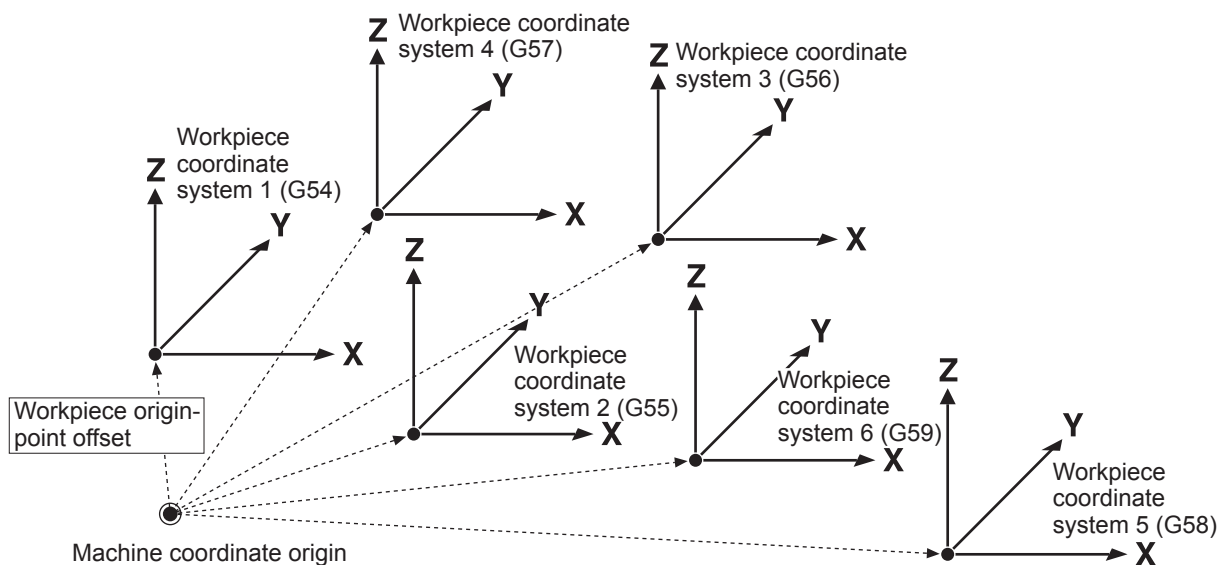 Z
Workpiece coordinate
system 4 (G57)
Y
X
Z
Workpiece coordinate
system 3 (G56)
Y
X
Workpiece
coordinate
system 1 (G54)
Z
Y
X
Z
Y
Workpiece
coordinate
system 2 (G55)
X
Z
Y
Workpiece
coordinate
system 6 (G59)
X
Z
Y
Workpiece
coordinate
system 5 (G58)
X
Workpiece origin-
point offset
Machine coordinate origin